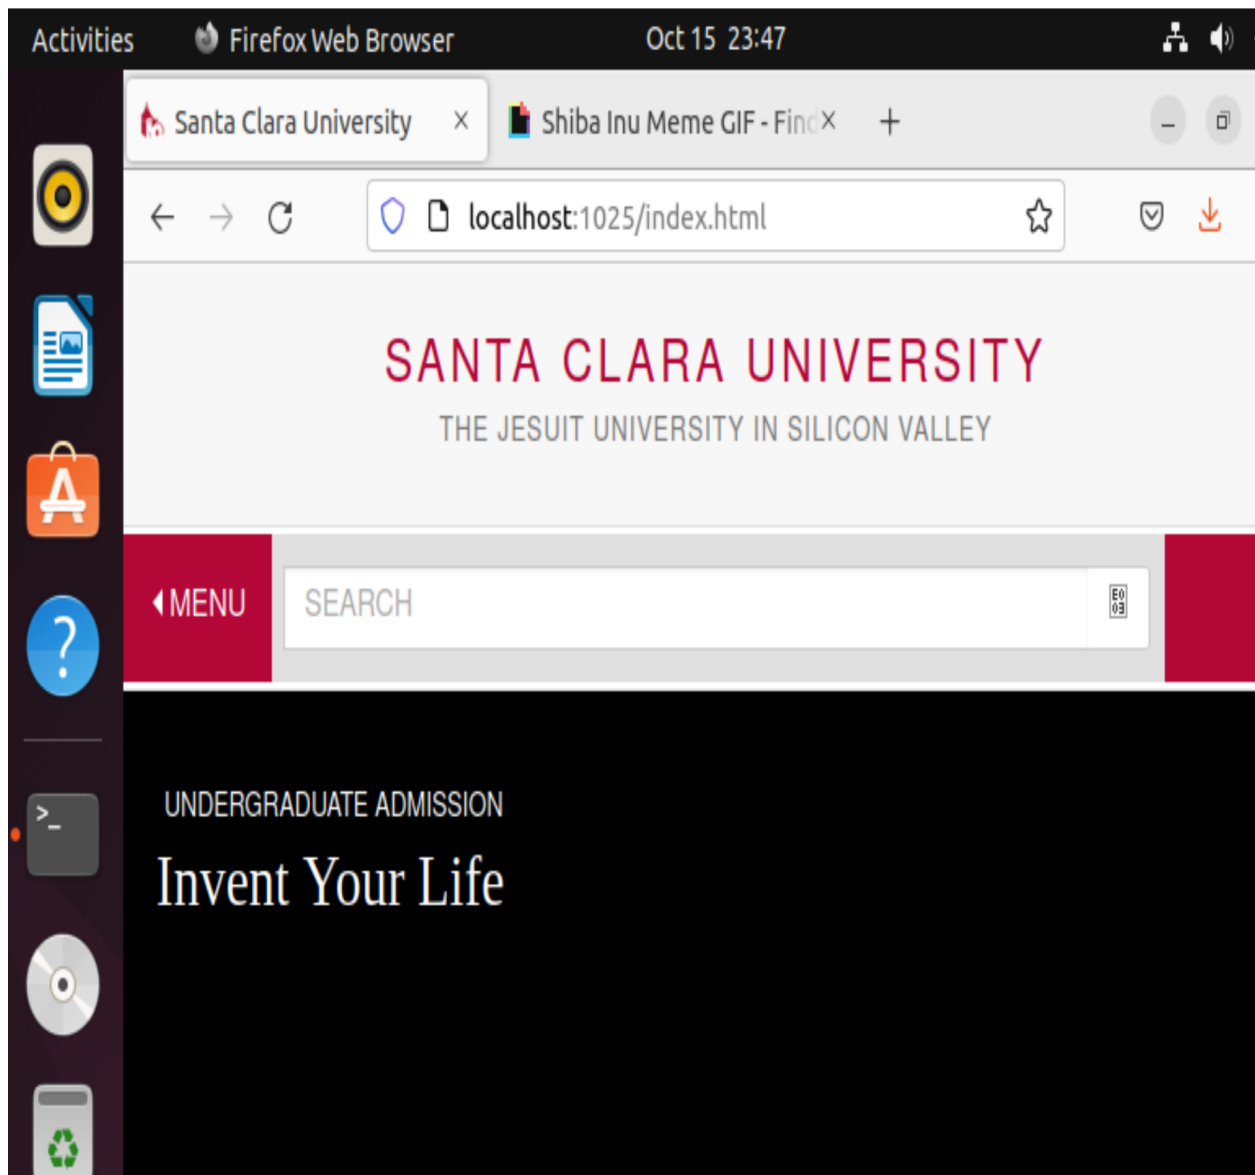 Activities Firefox Web Browser Oct 15 23:47
Santa Clara University × Shiba Inu Meme GIF - Find × +
localhost:1025/index.html
SANTA CLARA UNIVERSITY
THE JESUIT UNIVERSITY IN SILICON VALLEY
MENU SEARCH
UNDERGRADUATE ADMISSION
Invent Your Life